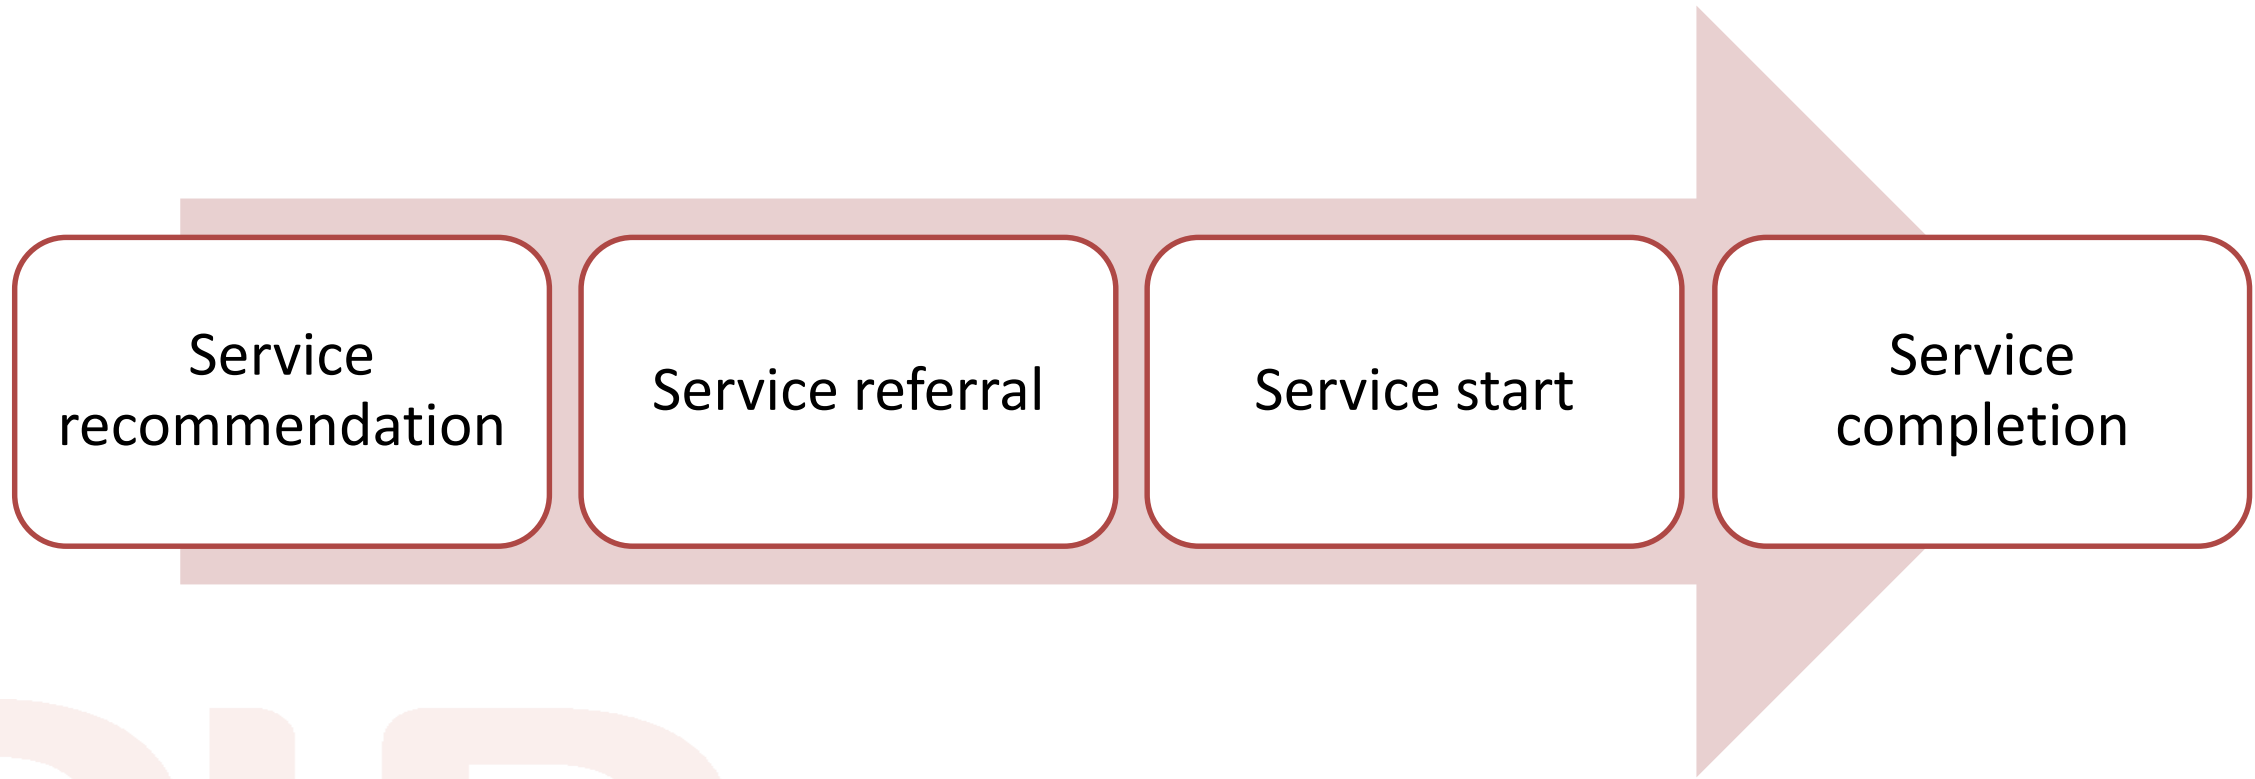 Service
recommendation
Service referral
Service start
Service
completion